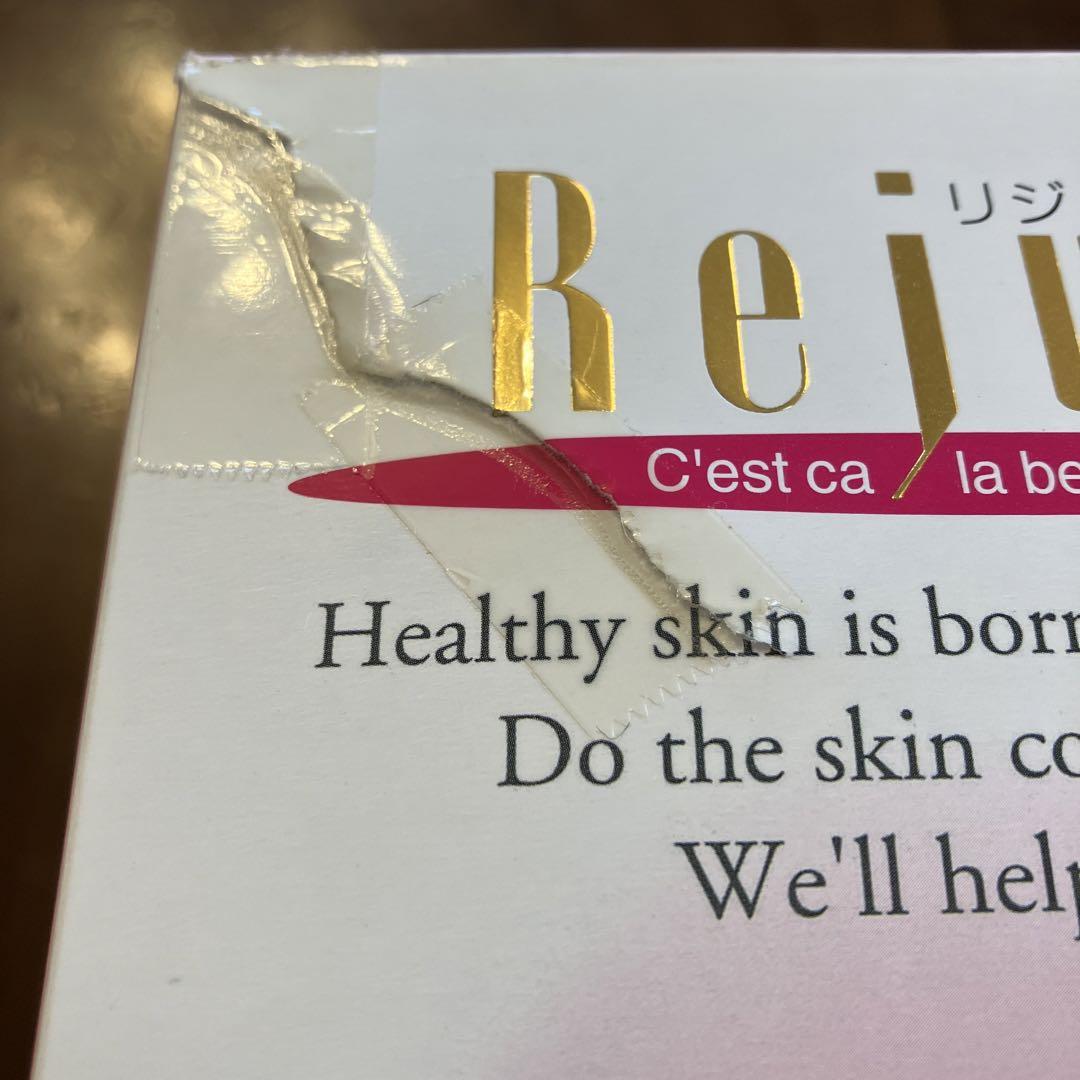 リジ
Reju
C'est ca la be
Healthy skin is born
Do the skin co
We'll help